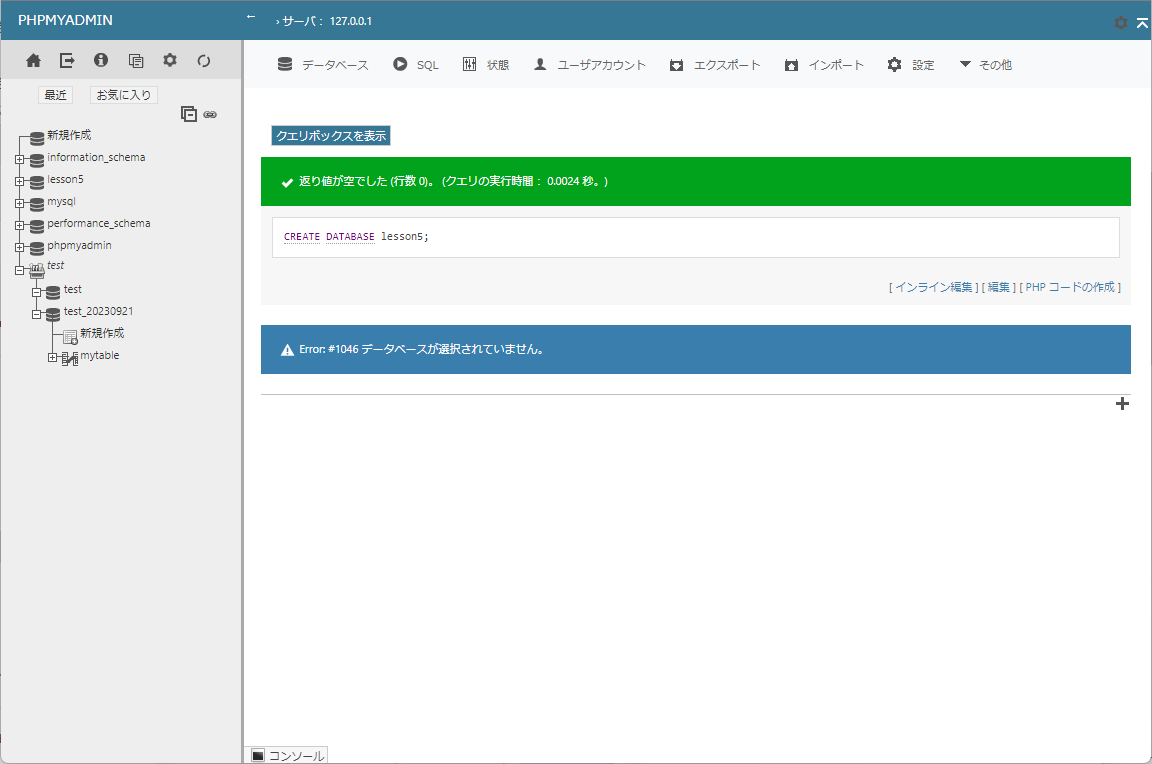 PHPMYADMIN
← › サーバ： 127.0.0.1
最近 お気に入り
新規作成
information_schema
lesson5
mysql
performance_schema
phpmyadmin
test
test
test_20230921
新規作成
mytable
データベース SQL 状態 ユーザアカウント エクスポート インポート 設定 その他
クエリボックスを表示
返り値が空でした (行数 0)。 (クエリの実行時間： 0.0024 秒。)
CREATE DATABASE lesson5;
[ インライン編集 ] [ 編集 ] [ PHP コードの作成 ]
Error: #1046 データベースが選択されていません。
コンソール